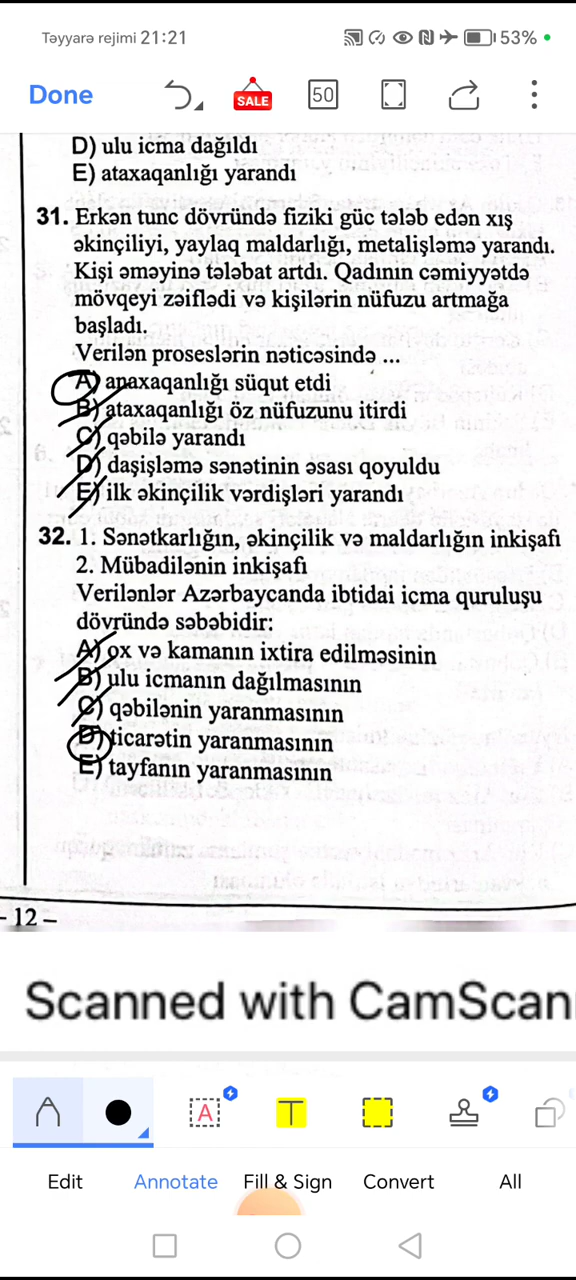 Təyyarə rejimi 21:21
53%
Done
SALE
50
D) ulu icma dağıldı
E) ataxaqanlığı yarandı
31. Erkən tunc dövründə fiziki güc tələb edən xış
əkinçiliyi, yaylaq maldarlığı, metalişləmə yarandı.
Kişi əməyinə tələbat artdı. Qadının cəmiyyətdə
mövqeyi zəiflədi və kişilərin nüfuzu artmağa
başladı.
Verilən proseslərin nəticəsində ...
A) anaxaqanlığı süqut etdi
B) ataxaqanlığı öz nüfuzunu itirdi
C) qəbilə yarandı
D) daşişləmə sənətinin əsası qoyuldu
E) ilk əkinçilik vərdişləri yarandı
32. 1. Sənətkarlığın, əkinçilik və maldarlığın inkişafı
2. Mübadilənin inkişafı
Verilənlər Azərbaycanda ibtidai icma quruluşu
dövründə səbəbidir:
A) ox və kamanın ixtira edilməsinin
B) ulu icmanın dağılmasının
C) qəbilənin yaranmasının
D) ticarətin yaranmasının
E) tayfanın yaranmasının
- 12 -
Scanned with CamScan
A
T
Edit
Annotate
Fill & Sign
Convert
All